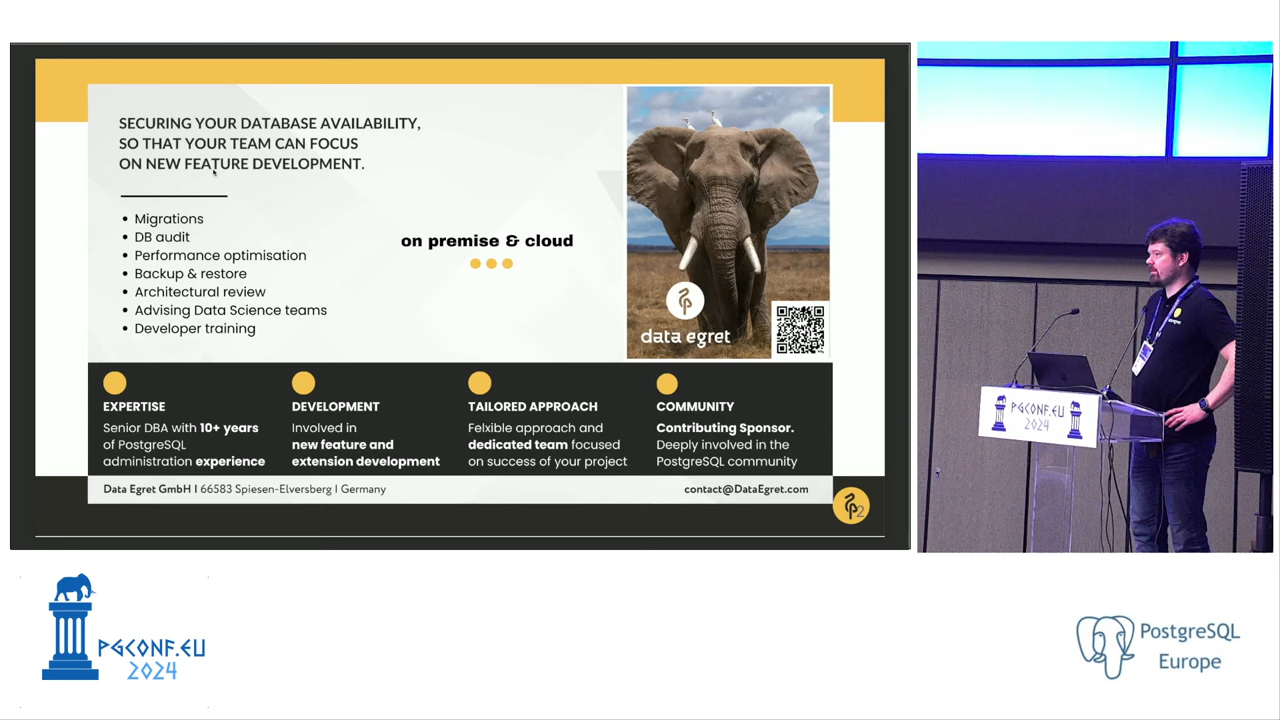 SECURING YOUR DATABASE AVAILABILITY,
SO THAT YOUR TEAM CAN FOCUS
ON NEW FEATURE DEVELOPMENT.
• Migrations
• DB audit
• Performance optimisation
• Backup & restore
• Architectural review
• Advising Data Science teams
• Developer training
on premise & cloud
data egret
EXPERTISE
Senior DBA with 10+ years
of PostgreSQL
administration experience
DEVELOPMENT
Involved in
new feature and
extension development
TAILORED APPROACH
Felxible approach and
dedicated team focused
on success of your project
COMMUNITY
Contributing Sponsor.
Deeply involved in the
PostgreSQL community
Data Egret GmbH I 66583 Spiesen-Elversberg I Germany
contact@DataEgret.com
2
PGCONF.EU
2024
PGCONF.EU
2024
PostgreSQL
Europe